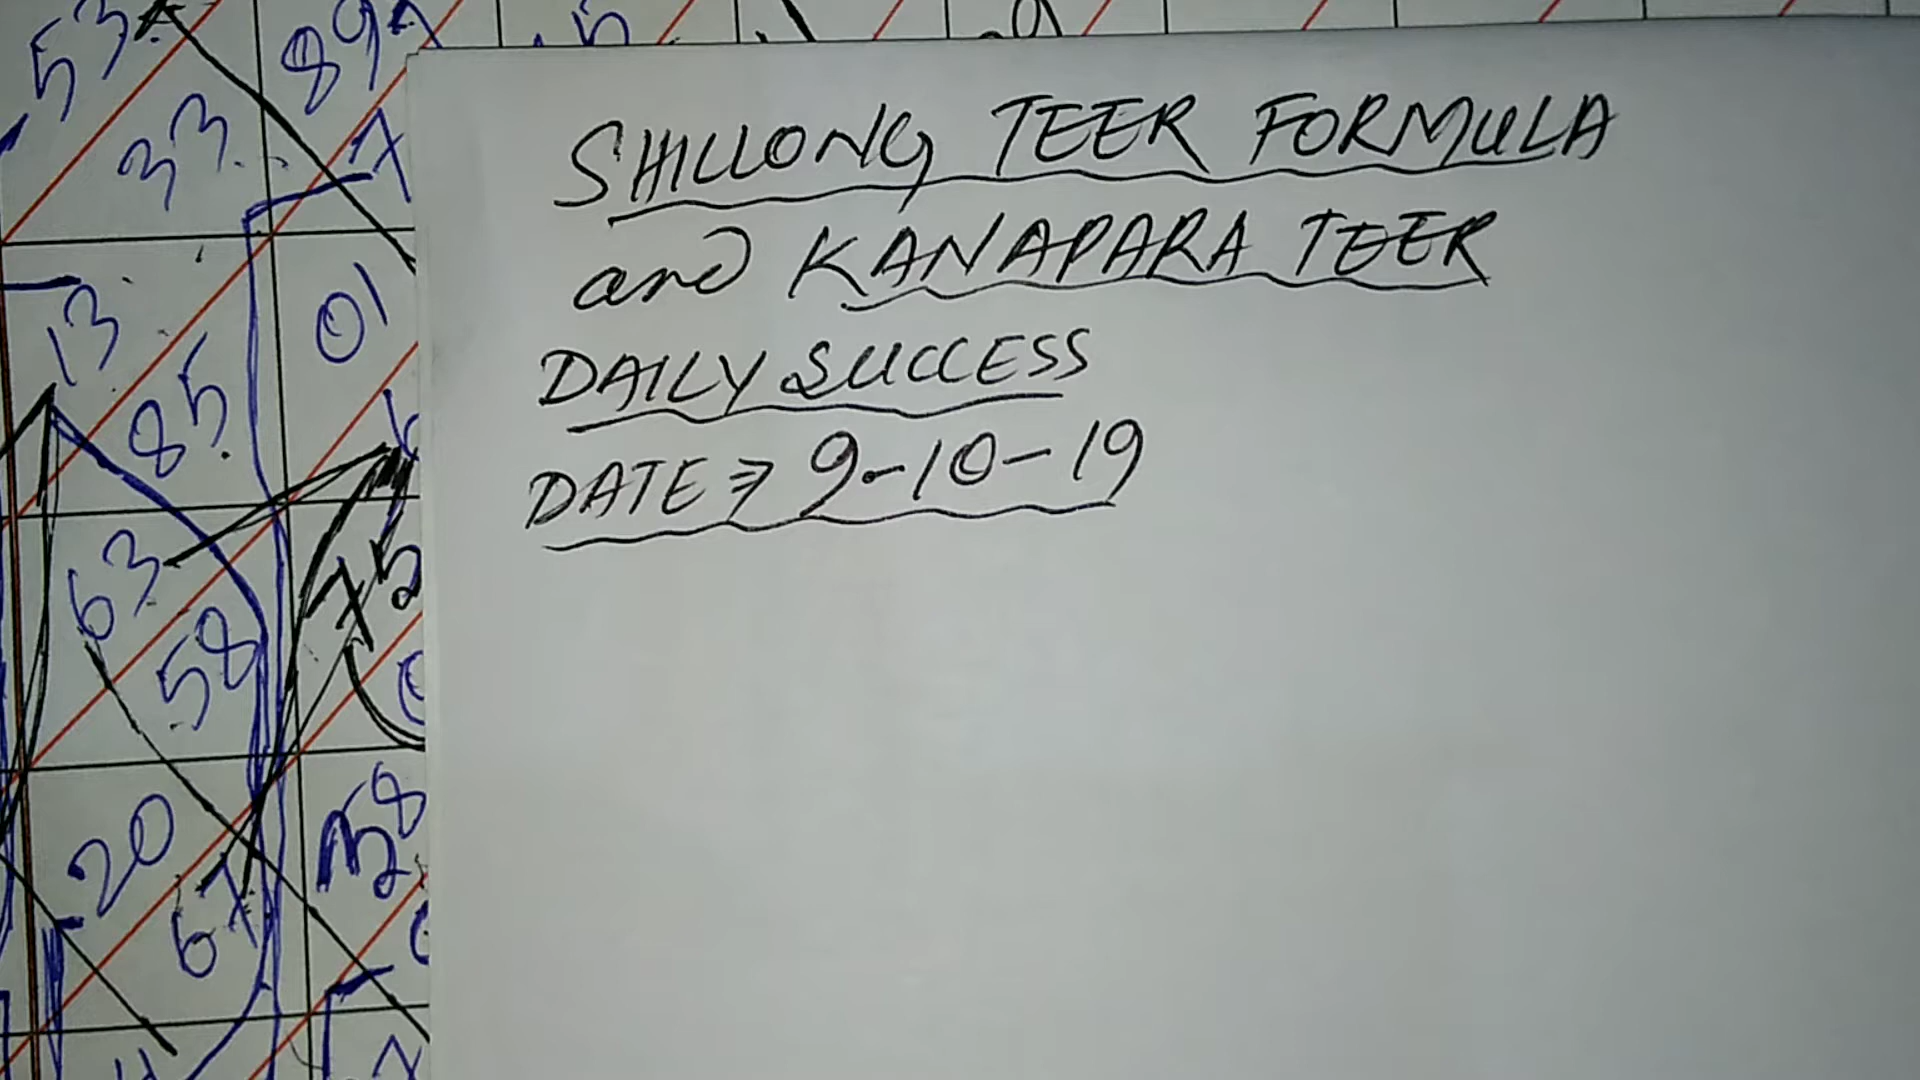 SHILLONG TEER FORMULA
and KANAPARA TEER
DAILY SUCCESS
DATE ⇒ 9-10-19
53
89
33
13
01
85
63
58
20
58
67